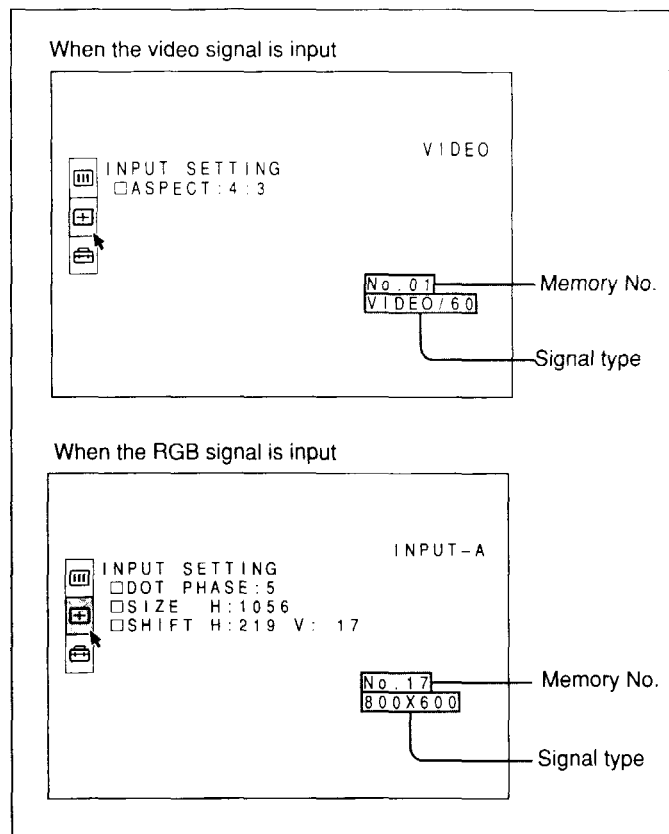 When the video signal is input
VIDEO
INPUT SETTING
□ASPECT:4:3
No.01
Memory No.
VIDEO/60
Signal type
When the RGB signal is input
INPUT-A
INPUT SETTING
□DOT PHASE:5
□SIZE H:1056
□SHIFT H:219 V: 17
No.17
Memory No.
800X600
Signal type